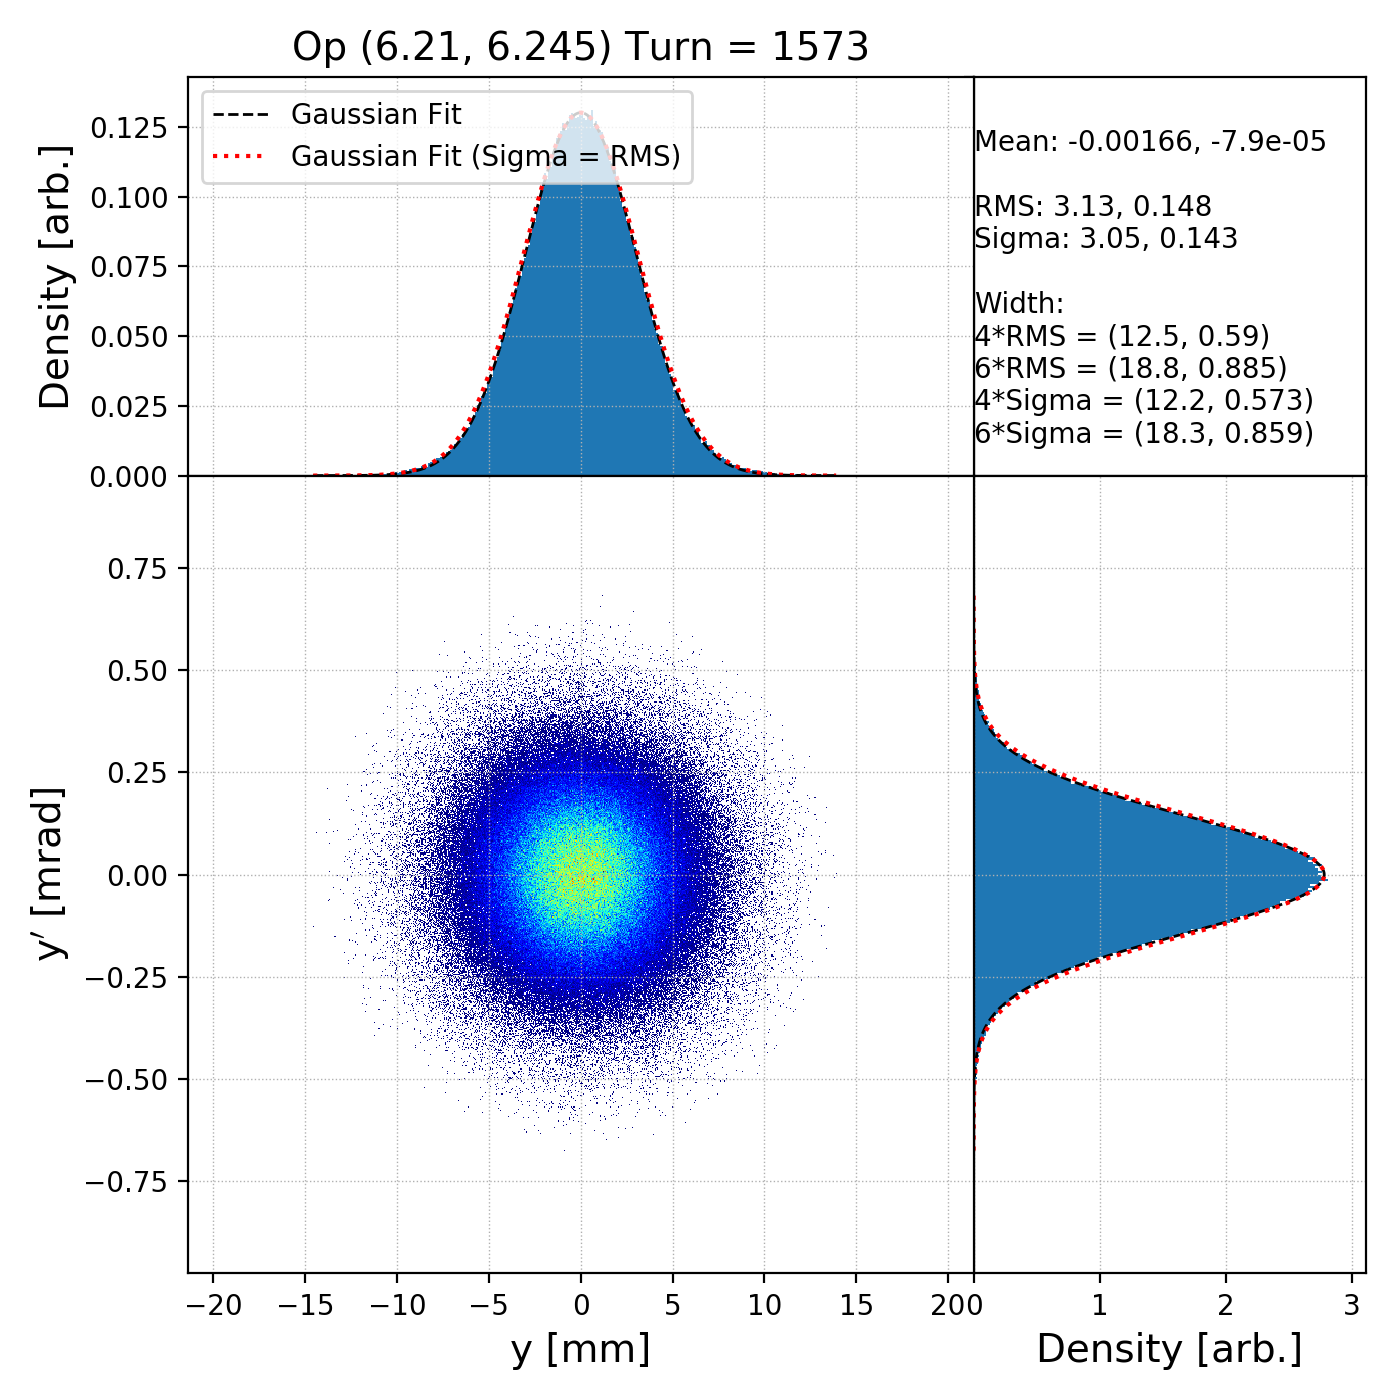 Op (6.21, 6.245) Turn = 1573
Gaussian Fit
Gaussian Fit (Sigma = RMS)
Density [arb.]
0.125
0.100
0.075
0.050
0.025
0.000
Mean: -0.00166, -7.9e-05
RMS: 3.13, 0.148
Sigma: 3.05, 0.143
Width:
4*RMS = (12.5, 0.59)
6*RMS = (18.8, 0.885)
4*Sigma = (12.2, 0.573)
6*Sigma = (18.3, 0.859)
y’ [mrad]
0.75
0.50
0.25
0.00
−0.25
−0.50
−0.75
−20 −15 −10 −5 0 5 10 15 20
y [mm]
0 1 2 3
Density [arb.]